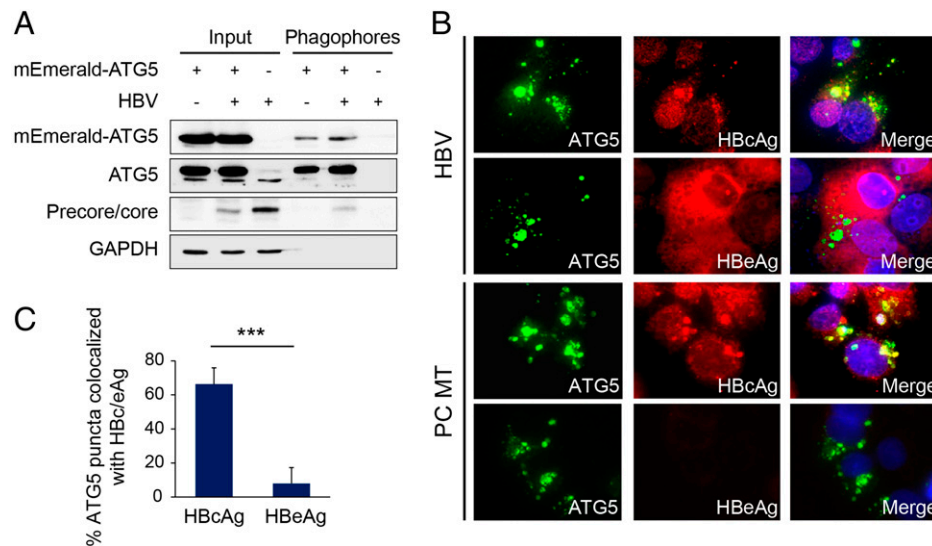 A
Input Phagophores
mEmerald-ATG5 + + - + + -
HBV - + + - + +
mEmerald-ATG5
ATG5
Precore/core
GAPDH
B
HBV
ATG5 HBcAg Merge
ATG5 HBeAg Merge
PC MT
ATG5 HBcAg Merge
ATG5 HBeAg Merge
C
% ATG5 puncta colocalized
with HBc/eAg
***
80
60
40
20
0
HBcAg HBeAg